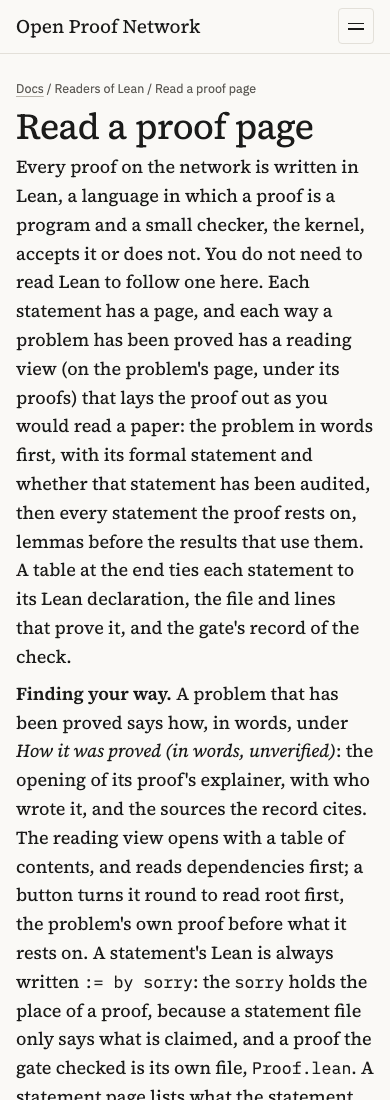 Open Proof Network
Docs / Readers of Lean / Read a proof page
Read a proof page
Every proof on the network is written in
Lean, a language in which a proof is a
program and a small checker, the kernel,
accepts it or does not. You do not need to
read Lean to follow one here. Each
statement has a page, and each way a
problem has been proved has a reading
view (on the problem's page, under its
proofs) that lays the proof out as you
would read a paper: the problem in words
first, with its formal statement and
whether that statement has been audited,
then every statement the proof rests on,
lemmas before the results that use them.
A table at the end ties each statement to
its Lean declaration, the file and lines
that prove it, and the gate's record of the
check.
Finding your way. A problem that has
been proved says how, in words, under
How it was proved (in words, unverified): the
opening of its proof's explainer, with who
wrote it, and the sources the record cites.
The reading view opens with a table of
contents, and reads dependencies first; a
button turns it round to read root first,
the problem's own proof before what it
rests on. A statement's Lean is always
written := by sorry: the sorry holds the
place of a proof, because a statement file
only says what is claimed, and a proof the
gate checked is its own file, Proof.lean. A
statement page lists what the statement